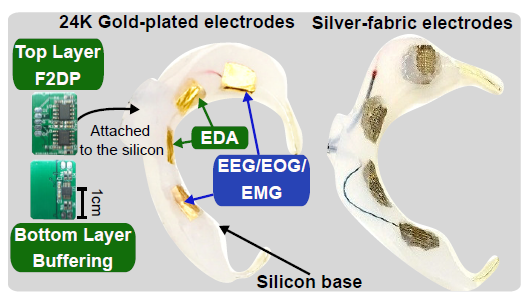 24K Gold-plated electrodes
Silver-fabric electrodes
Top Layer
F2DP
Attached
to the silicon
EDA
EEG/EOG/
EMG
1cm
Bottom Layer
Buffering
Silicon base